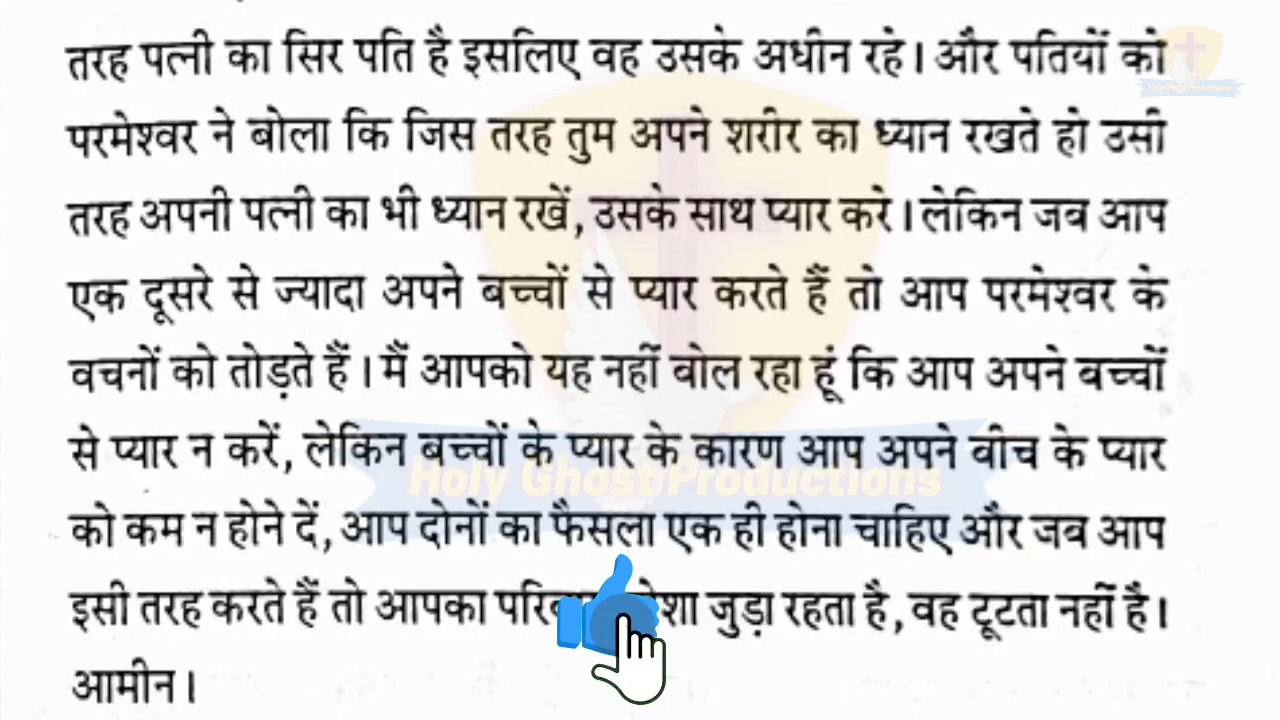 तरह पत्नी का सिर पति है इसलिए वह उसके अधीन रहे। और पतियों को
परमेश्वर ने बोला कि जिस तरह तुम अपने शरीर का ध्यान रखते हो उसी
तरह अपनी पत्नी का भी ध्यान रखें, उसके साथ प्यार करे। लेकिन जब आप
एक दूसरे से ज्यादा अपने बच्चों से प्यार करते हैं तो आप परमेश्वर के
वचनों को तोड़ते हैं। मैं आपको यह नहीं बोल रहा हूं कि आप अपने बच्चों
से प्यार न करें, लेकिन बच्चों के प्यार के कारण आप अपने बीच के प्यार
Holy Ghost Productions
को कम न होने दें, आप दोनों का फैसला एक ही होना चाहिए और जब आप
इसी तरह करते हैं तो आपका जुड़ा रहता है, वह टूटता नहीं है।
आमीन।
Holy Ghost Productions